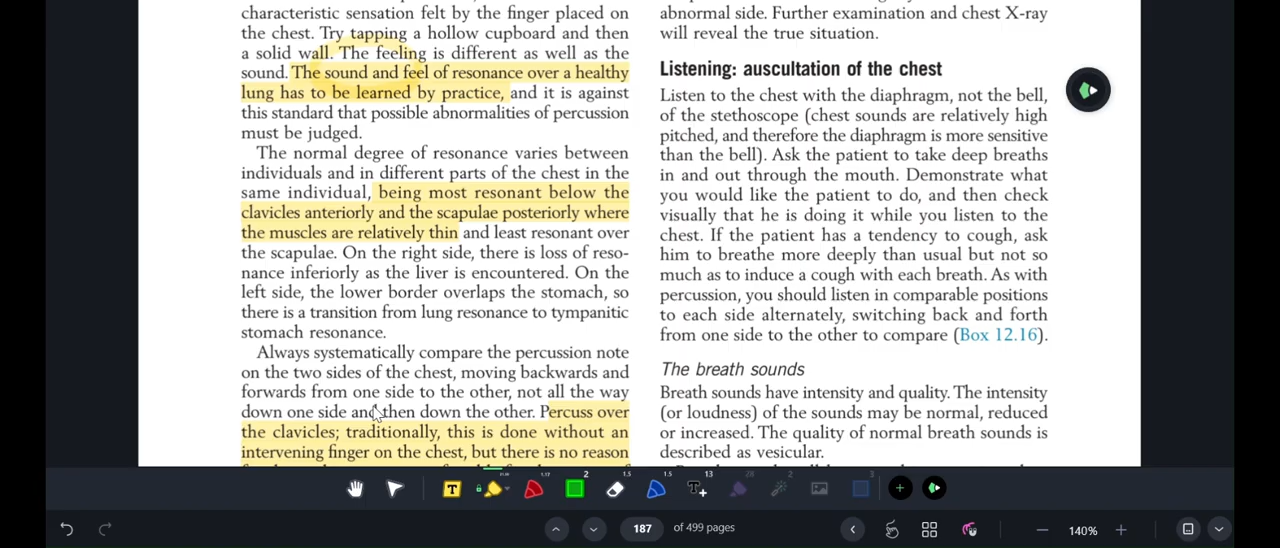 characteristic sensation felt by the finger placed on
the chest. Try tapping a hollow cupboard and then
a solid wall. The feeling is different as well as the
sound. The sound and feel of resonance over a healthy
lung has to be learned by practice, and it is against
this standard that possible abnormalities of percussion
must be judged.
The normal degree of resonance varies between
individuals and in different parts of the chest in the
same individual, being most resonant below the
clavicles anteriorly and the scapulae posteriorly where
the muscles are relatively thin and least resonant over
the scapulae. On the right side, there is loss of reso-
nance inferiorly as the liver is encountered. On the
left side, the lower border overlaps the stomach, so
there is a transition from lung resonance to tympanitic
stomach resonance.
Always systematically compare the percussion note
on the two sides of the chest, moving backwards and
forwards from one side to the other, not all the way
down one side and then down the other. Percuss over
the clavicles; traditionally, this is done without an
intervening finger on the chest, but there is no reason
abnormal side. Further examination and chest X-ray
will reveal the true situation.
Listening: auscultation of the chest
Listen to the chest with the diaphragm, not the bell,
of the stethoscope (chest sounds are relatively high
pitched, and therefore the diaphragm is more sensitive
than the bell). Ask the patient to take deep breaths
in and out through the mouth. Demonstrate what
you would like the patient to do, and then check
visually that he is doing it while you listen to the
chest. If the patient has a tendency to cough, ask
him to breathe more deeply than usual but not so
much as to induce a cough with each breath. As with
percussion, you should listen in comparable positions
to each side alternately, switching back and forth
from one side to the other to compare (Box 12.16).
The breath sounds
Breath sounds have intensity and quality. The intensity
(or loudness) of the sounds may be normal, reduced
or increased. The quality of normal breath sounds is
described as vesicular.
T 2 1.5 1.5 T 13 3
187 of 499 pages 140%